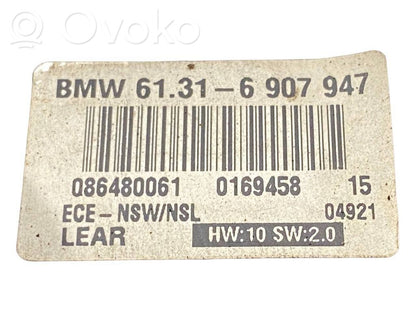 Ovoko
BMW 61.31-6 907 947
086480061 0169458 15
ECE-NSW/NSL 04921
LEAR HW:10 SW:2.0